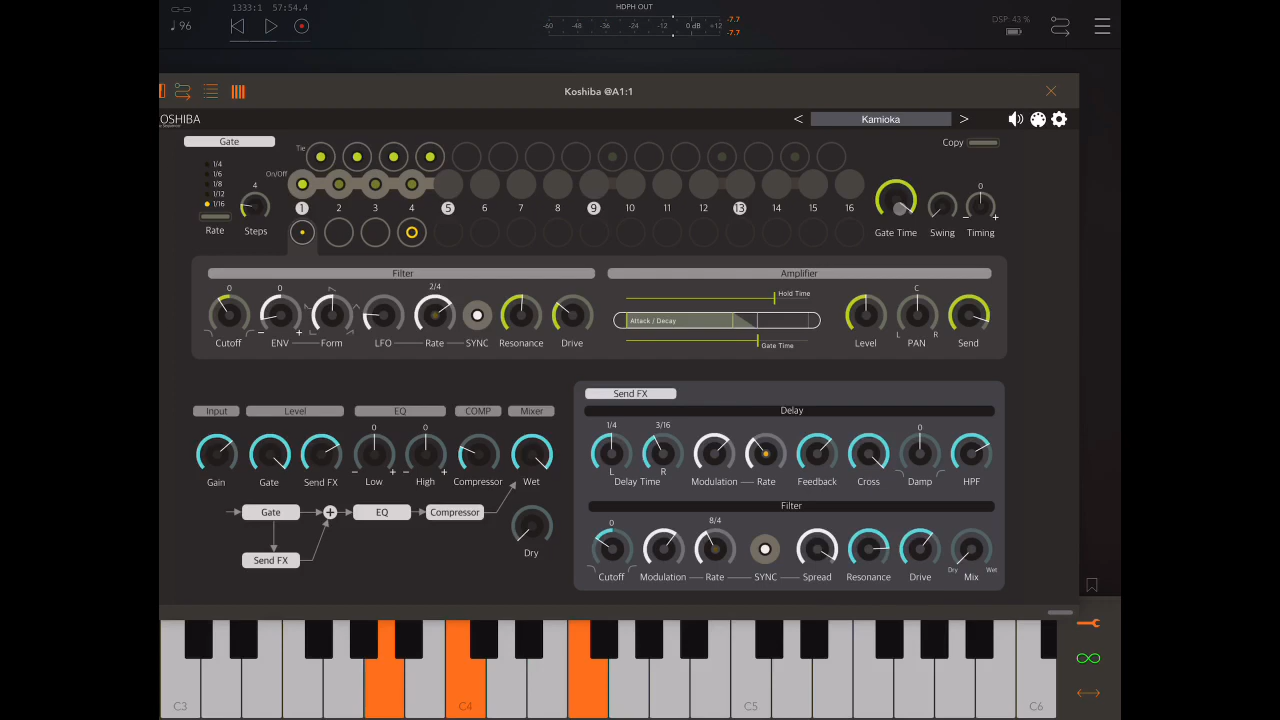 HDPH OUT
1333:1 57:54.4
♩96
-60 -48 -36 -24 -12 0 dB +12
-7.7
-7.7
DSP: 43 %
Koshiba @A1:1
OSHIBA
< Kamioka >
Gate
Copy
Tie
1/4
1/6
1/8
1/12
1/16
On/Off
4
0
1 2 3 4 5 6 7 8 9 10 11 12 13 14 15 16
- +
Rate Steps
Gate Time Swing Timing
Filter
Amplifier
0 0 2/4
Hold Time
C
Attack / Decay
- +
L R
Gate Time
Cutoff ENV Form LFO Rate SYNC Resonance Drive
Level PAN Send
Send FX
Input Level EQ COMP Mixer
Delay
0 0
1/4 3/16 0
- + - +
L R
Gain Gate Send FX Low High Compressor Wet
Delay Time Modulation Rate Feedback Cross Damp HPF
Gate + EQ Compressor
Filter
0 8/4
Dry
Send FX
Dry Wet
Cutoff Modulation Rate SYNC Spread Resonance Drive Mix
C3 C4 C5 C6